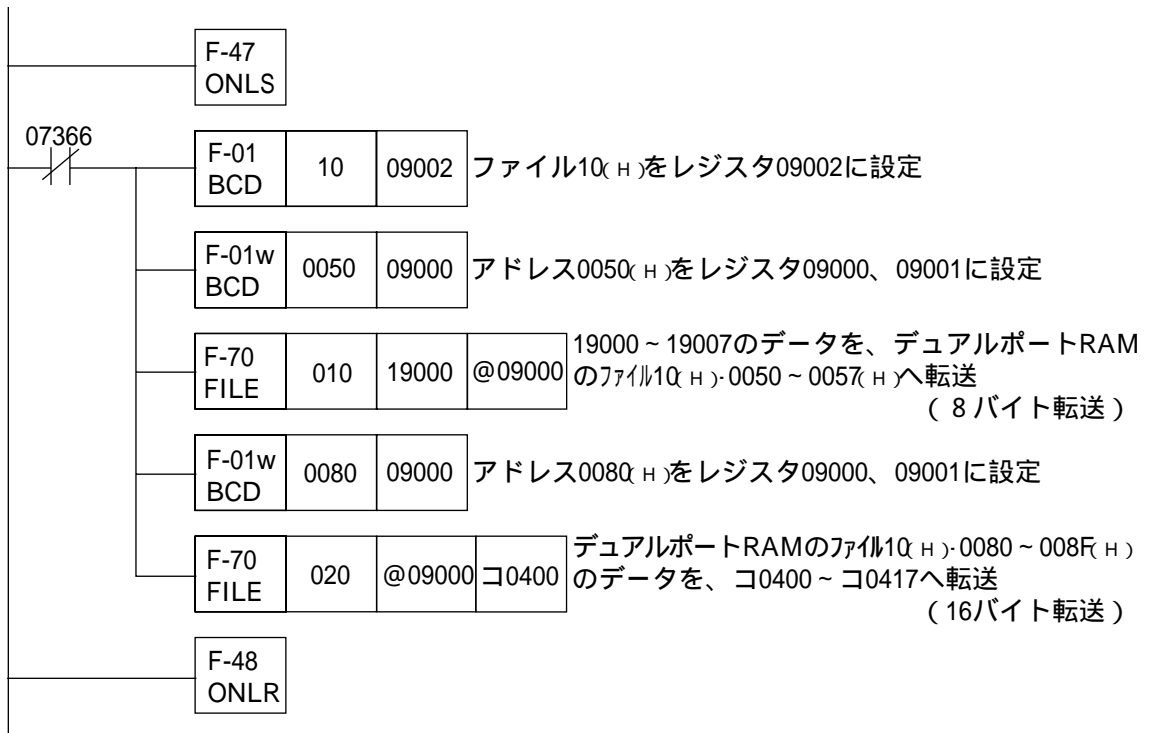 F-47
ONLS
07366
F-01
BCD
10
09002
ファイル10(H)をレジスタ09002に設定
F-01w
BCD
0050
09000
アドレス0050(H)をレジスタ09000、09001に設定
F-70
FILE
010
19000
@09000
19000~19007のデータを、デュアルポートRAM
のファイル10(H)・0050~0057(H)へ転送
(8バイト転送)
F-01w
BCD
0080
09000
アドレス0080(H)をレジスタ09000、09001に設定
F-70
FILE
020
@09000
コ0400
デュアルポートRAMのファイル10(H)・0080~008F(H)
のデータを、コ0400~コ0417へ転送
(16バイト転送)
F-48
ONLR